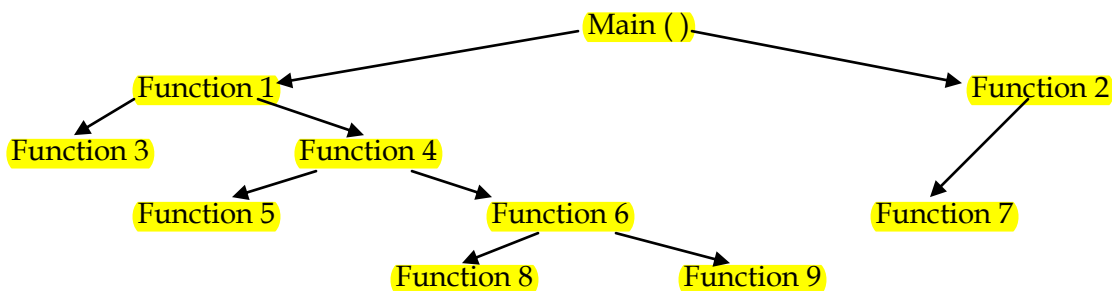 Main ( )
Function 1
Function 2
Function 3
Function 4
Function 5
Function 6
Function 7
Function 8
Function 9